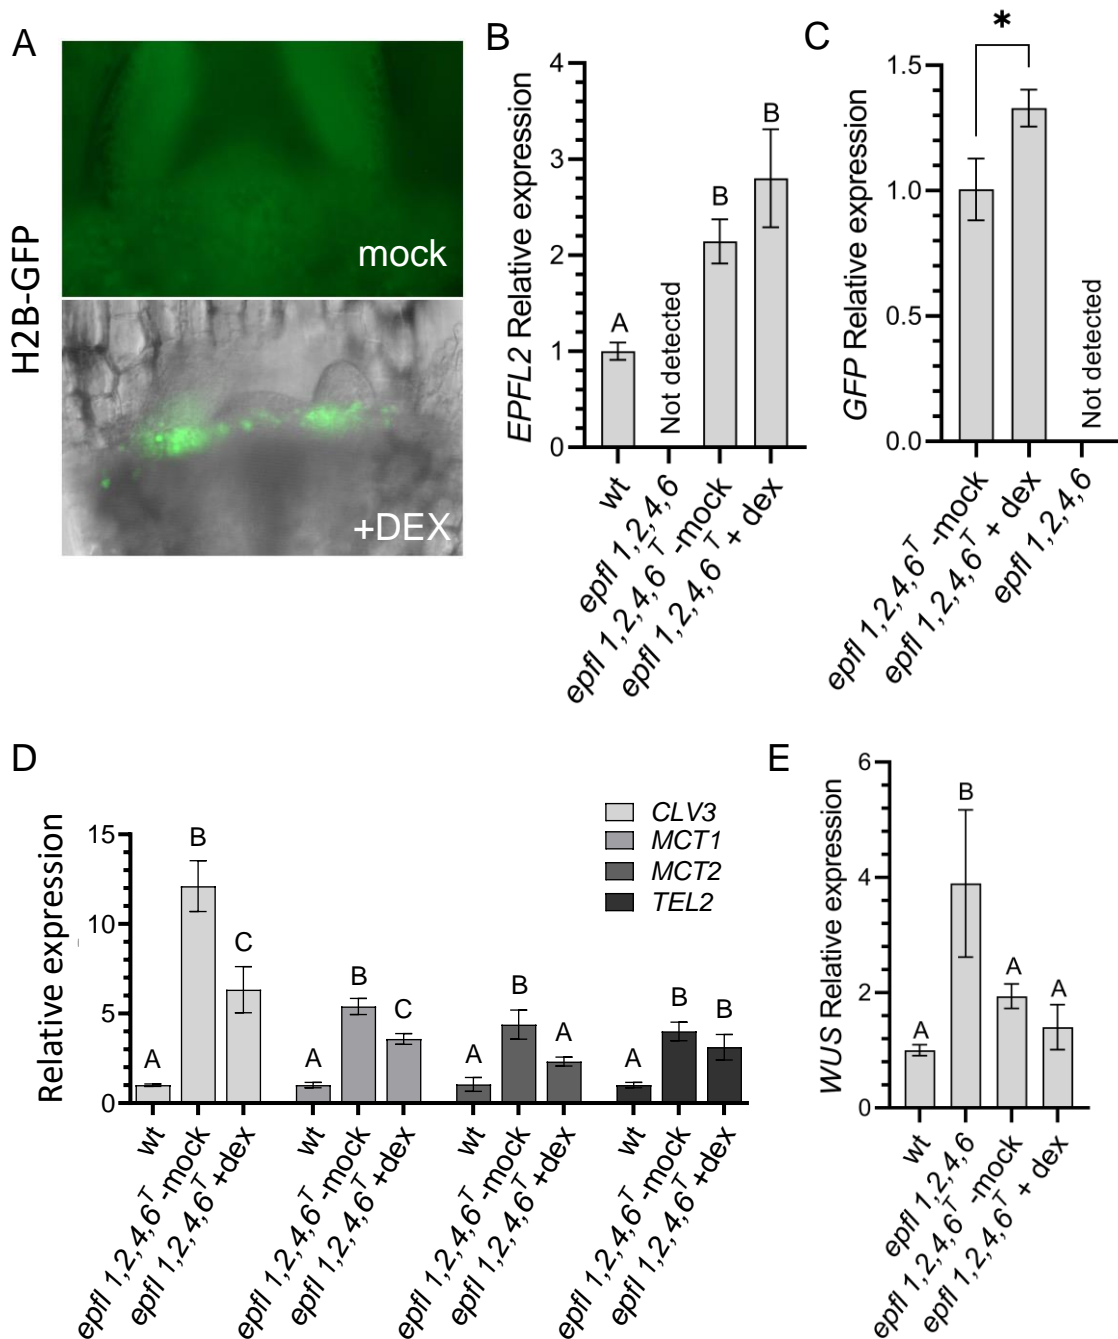 A
H2B-GFP
mock
+DEX
B
EPFL2 Relative expression
4
3
2
1
0
A
Not detected
B
B
wt
epfl 1,2,4,6
epfl 1,2,4,6ᵀ -mock
epfl 1,2,4,6ᵀ + dex
C
*
GFP Relative expression
1.5
1.0
0.5
0.0
Not detected
epfl 1,2,4,6ᵀ -mock
epfl 1,2,4,6ᵀ + dex
epfl 1,2,4,6
D
Relative expression
15
10
5
0
CLV3
MCT1
MCT2
TEL2
A
B
C
A
B
C
A
B
A
A
B
B
wt
epfl 1,2,4,6ᵀ -mock
epfl 1,2,4,6ᵀ +dex
wt
epfl 1,2,4,6ᵀ -mock
epfl 1,2,4,6ᵀ +dex
wt
epfl 1,2,4,6ᵀ -mock
epfl 1,2,4,6ᵀ +dex
wt
epfl 1,2,4,6ᵀ -mock
epfl 1,2,4,6ᵀ +dex
E
WUS Relative expression
6
4
2
0
A
B
A
A
wt
epfl 1,2,4,6
epfl 1,2,4,6ᵀ -mock
epfl 1,2,4,6ᵀ + dex